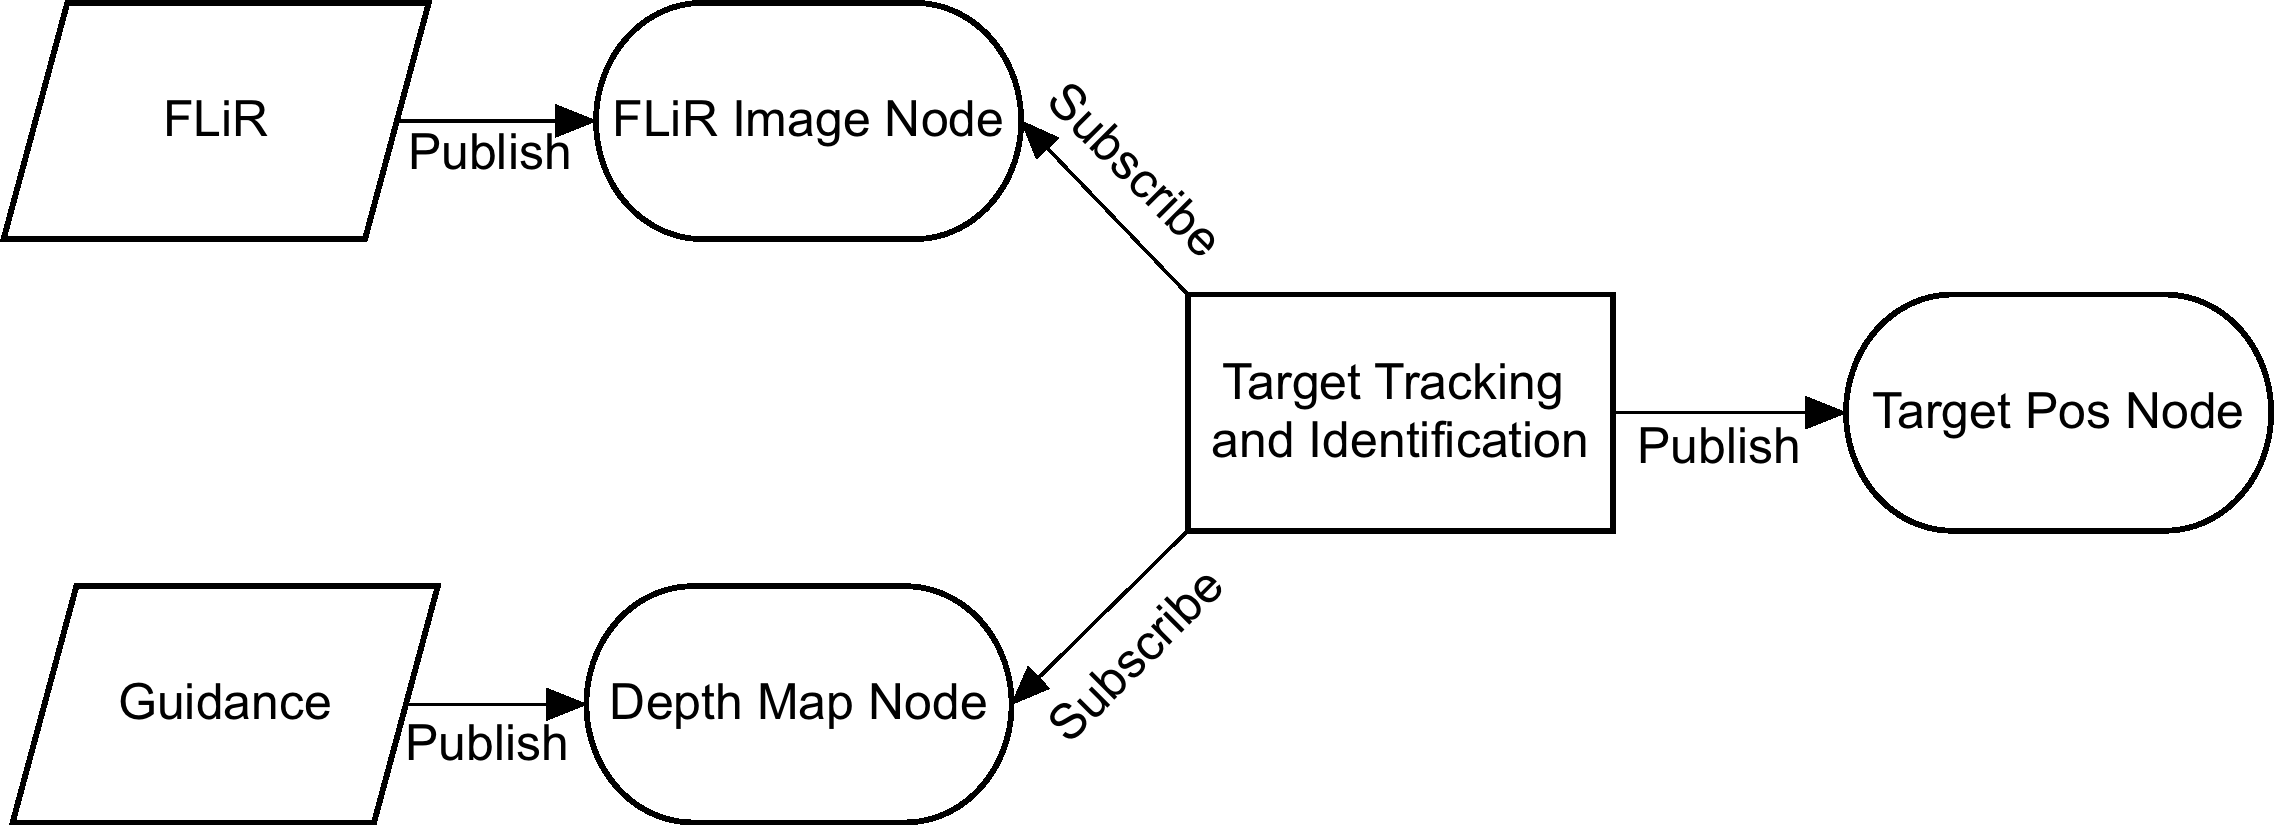 FLiR
Publish
FLiR Image Node
Subscribe
Target Tracking
and Identification
Publish
Target Pos Node
Guidance
Publish
Depth Map Node
Subscribe